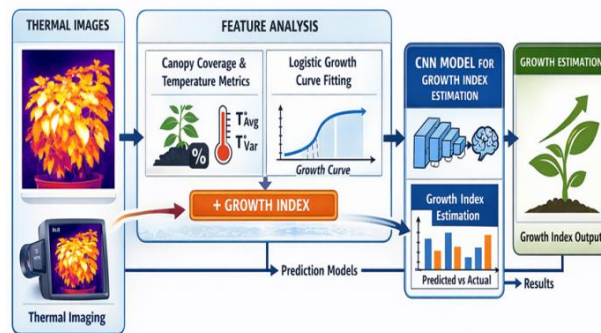 THERMAL IMAGES
Thermal Imaging
FEATURE ANALYSIS
Canopy Coverage &
Temperature Metrics
%
T°Avg
T°Var
Logistic Growth
Curve Fitting
Growth Curve
+ GROWTH INDEX
Prediction Models
CNN MODEL FOR
GROWTH INDEX
ESTIMATION
Growth Index
Estimation
Predicted vs Actual
Results
GROWTH ESTIMATION
Growth Index Output